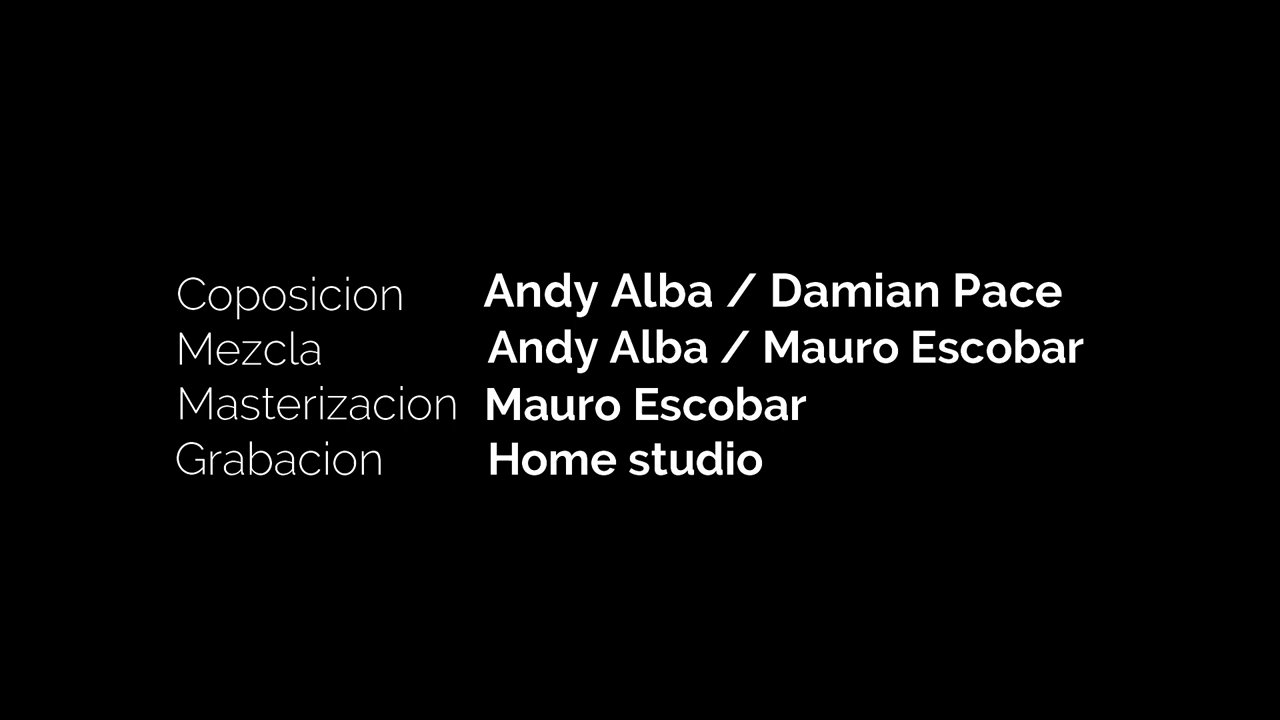 Coposicion Andy Alba / Damian Pace
Mezcla Andy Alba / Mauro Escobar
Masterizacion Mauro Escobar
Grabacion Home studio